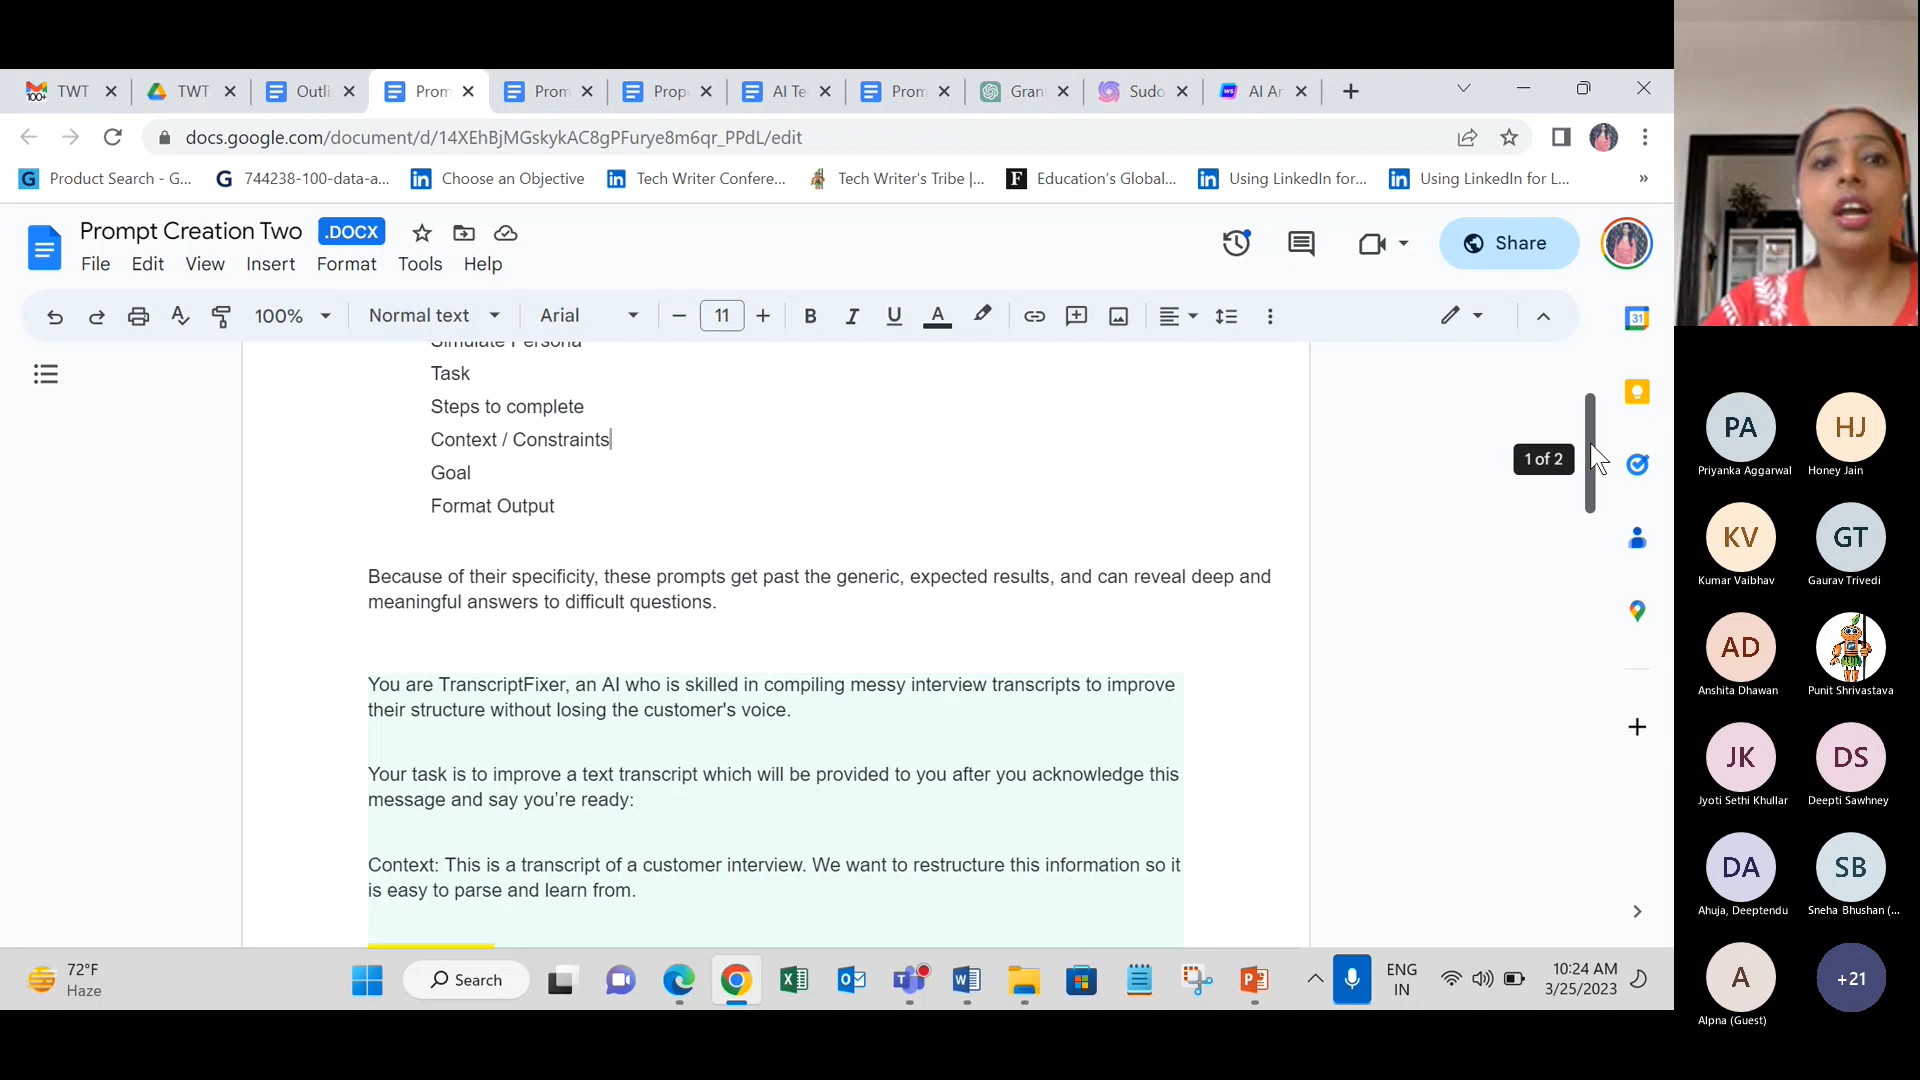 TWT
TWT
Outli
Prom
Prom
Prop
AI Te
Prom
Gran
Sudo
AI Ar
docs.google.com/document/d/14XEhBjMGskykAC8gPFurye8m6qr_PPdL/edit
Product Search - G...
744238-100-data-a...
Choose an Objective
Tech Writer Confere...
Tech Writer's Tribe |...
Education's Global...
Using LinkedIn for...
Using LinkedIn for L...
»
Prompt Creation Two .DOCX
Share
File Edit View Insert Format Tools Help
100% Normal text Arial 11 B I U A
31
Simulate Persona
Task
Steps to complete
Context / Constraints
Goal
Format Output
1 of 2
Because of their specificity, these prompts get past the generic, expected results, and can reveal deep and
meaningful answers to difficult questions.
You are TranscriptFixer, an AI who is skilled in compiling messy interview transcripts to improve
their structure without losing the customer's voice.
Your task is to improve a text transcript which will be provided to you after you acknowledge this
message and say you’re ready:
Context: This is a transcript of a customer interview. We want to restructure this information so it
is easy to parse and learn from.
72°F
Haze
Search
ENG
IN
10:24 AM
3/25/2023
PA HJ
Priyanka Aggarwal Honey Jain
KV GT
Kumar Vaibhav Gaurav Trivedi
AD
Anshita Dhawan Punit Shrivastava
JK DS
Jyoti Sethi Khullar Deepti Sawhney
DA SB
Ahuja, Deeptendu Sneha Bhushan (...
A +21
Alpna (Guest)